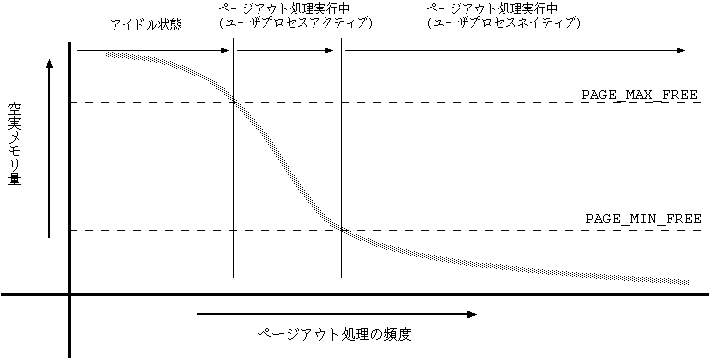 アイドル状態
ページアウト処理実行中
(ユーザプロセスアクティブ)
ページアウト処理実行中
(ユーザプロセスネイティブ)
PAGE_MAX_FREE
空実メモリ量
PAGE_MIN_FREE
ページアウト処理の頻度